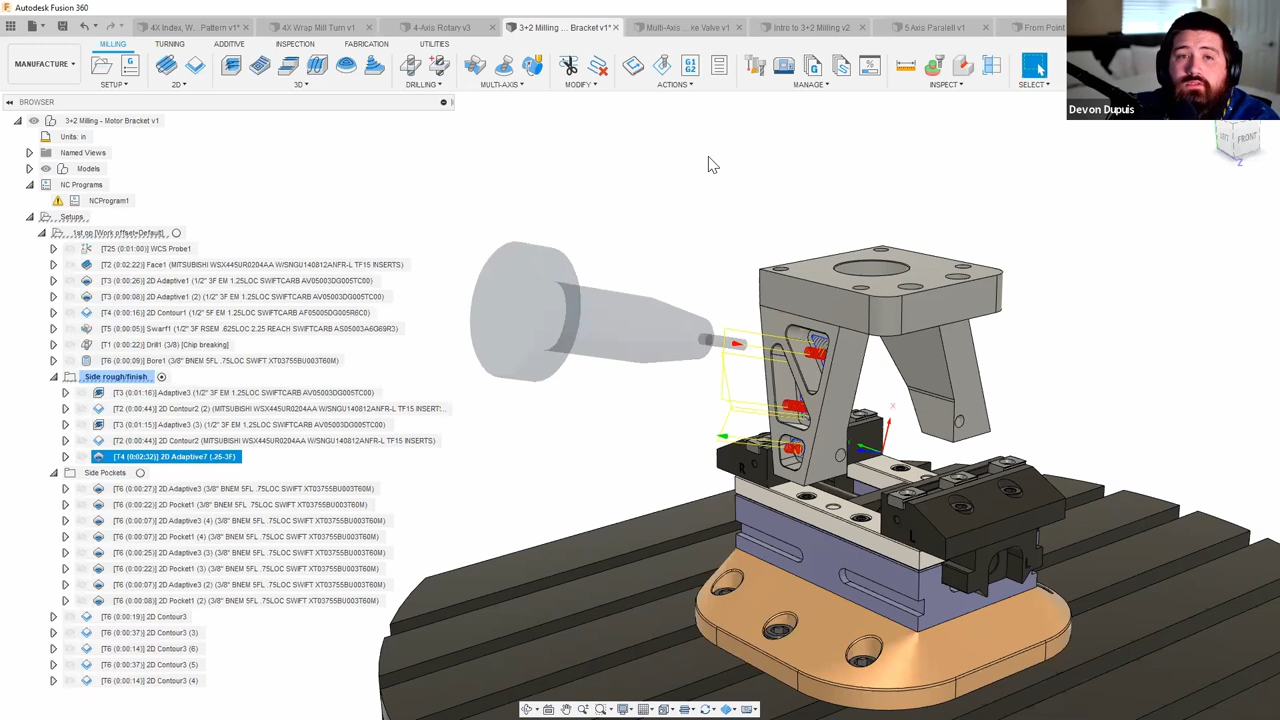 Autodesk Fusion 360
4X Index, W... Pattern v1*
4X Wrap Mill Turn v1
4-Axis Rotary v3
3+2 Milling ... Bracket v1*
Multi-Axis ...ke Valve v1)
Intro to 3+2 Milling v2
5 Axis Paralell v1
From Point
MILLING
TURNING
ADDITIVE
INSPECTION
FABRICATION
UTILITIES
MANUFACTURE
SETUP
2D
3D
DRILLING
MULTI-AXIS
MODIFY
ACTIONS
MANAGE
INSPECT
SELECT
G1
G2
Devon Dupuis
BROWSER
3+2 Milling - Motor Bracket v1
Units: in
Named Views
Models
NC Programs
NCProgram1
Setups
1st op [Work offset=Default]
[T25 (0:01:00)] WCS Probe1
[T2 (0:02:22)] Face1 (MITSUBISHI WSX445UR0204AA W/SNGU140812ANFR-L TF15 INSERTS)
[T3 (0:00:26)] 2D Adaptive1 (1/2" 3F EM 1.25LOC SWIFTCARB AV05003DG005TC00)
[T3 (0:00:08)] 2D Adaptive1 (2) (1/2" 3F EM 1.25LOC SWIFTCARB AV05003DG005TC00)
[T4 (0:00:16)] 2D Contour1 (1/2" 3F EM 1.25LOC SWIFTCARB AV05003DG005R6C0)
[T5 (0:00:05)] Swarf1 (1/2" 3F RSEM .625LOC 2.25 REACH SWIFTCARB AS05003A6G69R3)
[T1 (0:00:22)] Drill1 (3/8) [Chip breaking]
[T6 (0:00:09)] Bore1 (3/8" BNEM 5FL .75LOC SWIFT XT03755BU003T60M)
Side rough/finish
[T3 (0:01:16)] Adaptive3 (1/2" 3F EM 1.25LOC SWIFTCARB AV05003DG005TC00)
[T2 (0:00:44)] 2D Contour2 (2) (MITSUBISHI WSX445UR0204AA W/SNGU140812ANFR-L TF15 INSERT...
[T3 (0:01:15)] Adaptive3 (3) (1/2" 3F EM 1.25LOC SWIFTCARB AV05003DG005TC00)
[T2 (0:00:44)] 2D Contour2 (MITSUBISHI WSX445UR0204AA W/SNGU140812ANFR-L TF15 INSERTS)
[T4 (0:02:32)] 2D Adaptive7 (.25-3F)
Side Pockets
[T6 (0:00:27)] 2D Adaptive3 (3/8" BNEM 5FL .75LOC SWIFT XT03755BU003T60M)
[T6 (0:00:22)] 2D Pocket1 (3/8" BNEM 5FL .75LOC SWIFT XT03755BU003T60M)
[T6 (0:00:07)] 2D Adaptive3 (4) (3/8" BNEM 5FL .75LOC SWIFT XT03755BU003T60M)
[T6 (0:00:07)] 2D Pocket1 (4) (3/8" BNEM 5FL .75LOC SWIFT XT03755BU003T60M)
[T6 (0:00:25)] 2D Adaptive3 (3) (3/8" BNEM 5FL .75LOC SWIFT XT03755BU003T60M)
[T6 (0:00:22)] 2D Pocket1 (3) (3/8" BNEM 5FL .75LOC SWIFT XT03755BU003T60M)
[T6 (0:00:07)] 2D Adaptive3 (2) (3/8" BNEM 5FL .75LOC SWIFT XT03755BU003T60M)
[T6 (0:00:08)] 2D Pocket1 (2) (3/8" BNEM 5FL .75LOC SWIFT XT03755BU003T60M)
[T6 (0:00:19)] 2D Contour3
[T6 (0:00:37)] 2D Contour3 (3)
[T6 (0:00:14)] 2D Contour3 (6)
[T6 (0:00:37)] 2D Contour3 (5)
[T6 (0:00:14)] 2D Contour3 (4)
LEFT
FRONT
Z
X
R
L